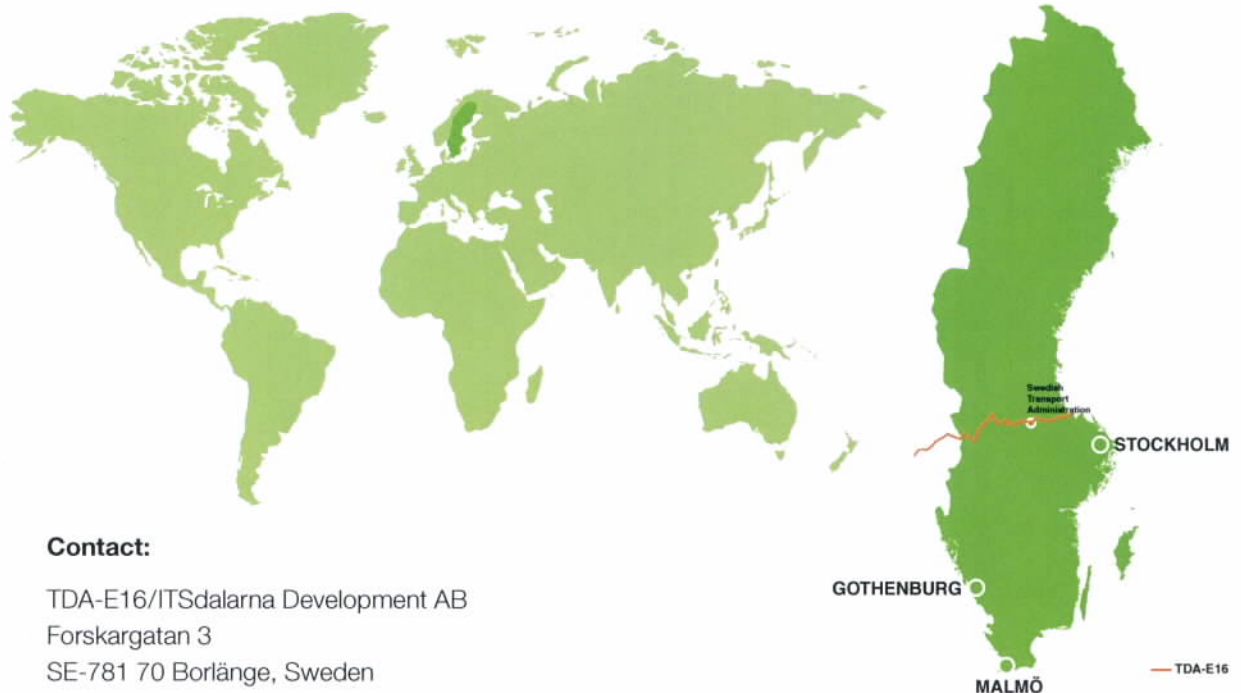 Swedish
Transport
Administration
STOCKHOLM
GOTHENBURG
MALMÖ
TDA-E16
Contact:
TDA-E16/ITSdalarna Development AB
Forskargatan 3
SE-781 70 Borlänge, Sweden